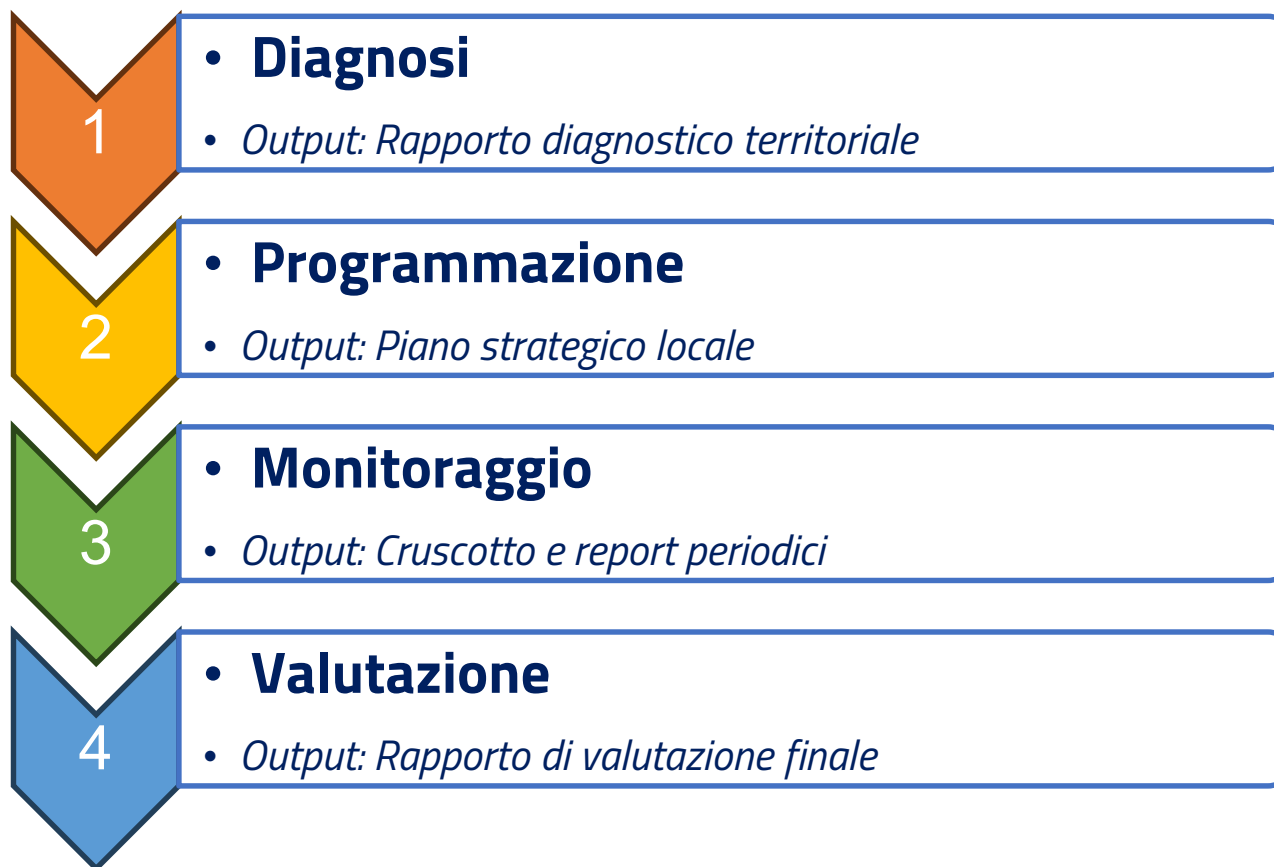 1
• Diagnosi
• Output: Rapporto diagnostico territoriale
2
• Programmazione
• Output: Piano strategico locale
3
• Monitoraggio
• Output: Cruscotto e report periodici
4
• Valutazione
• Output: Rapporto di valutazione finale